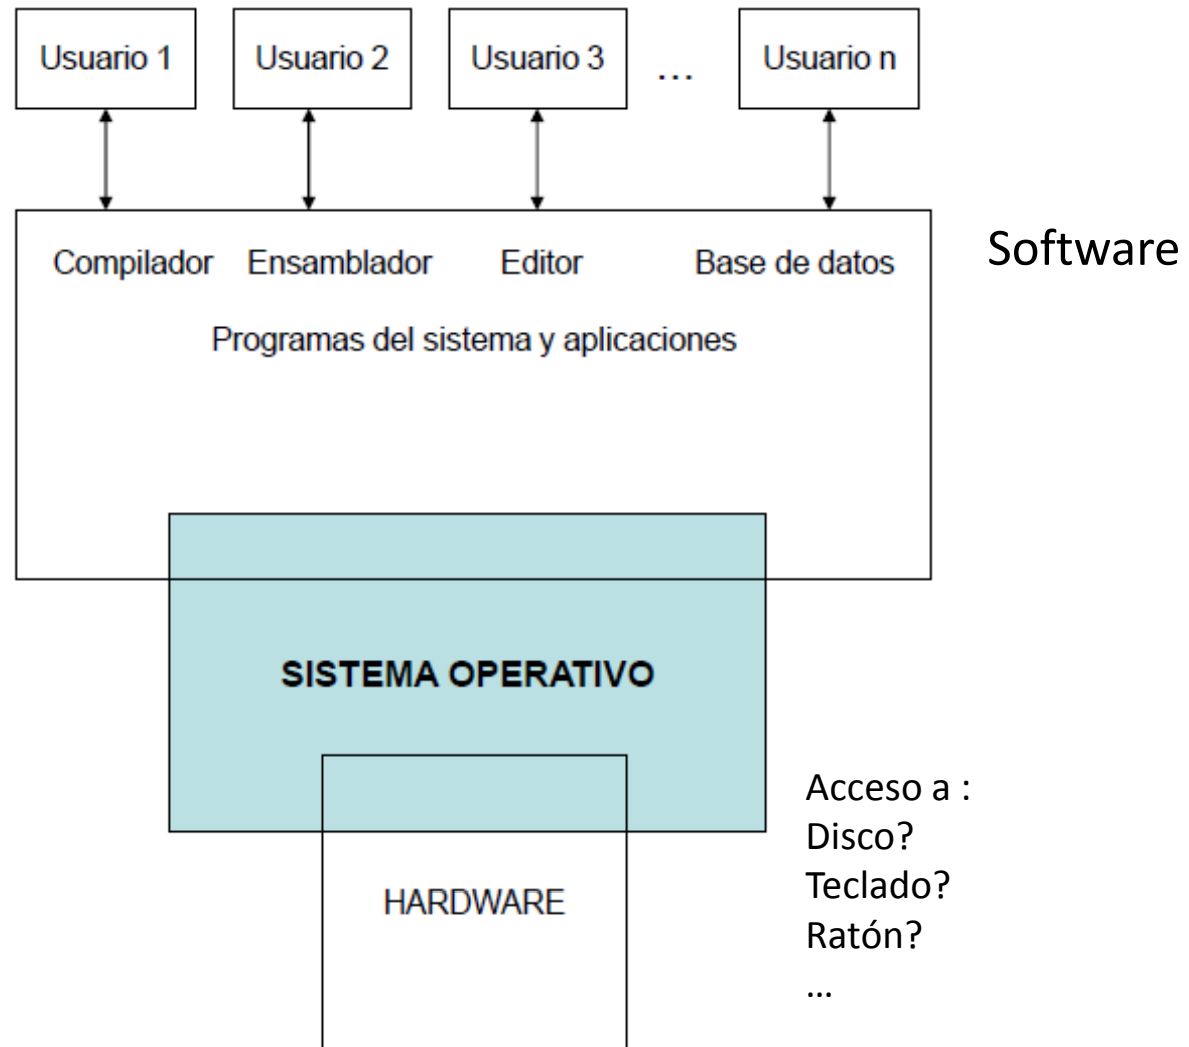 Usuario 1 Usuario 2 Usuario 3 ... Usuario n
Software
Compilador Ensamblador Editor Base de datos
Programas del sistema y aplicaciones
SISTEMA OPERATIVO
Acceso a :
Disco?
Teclado?
Ratón?
...
HARDWARE